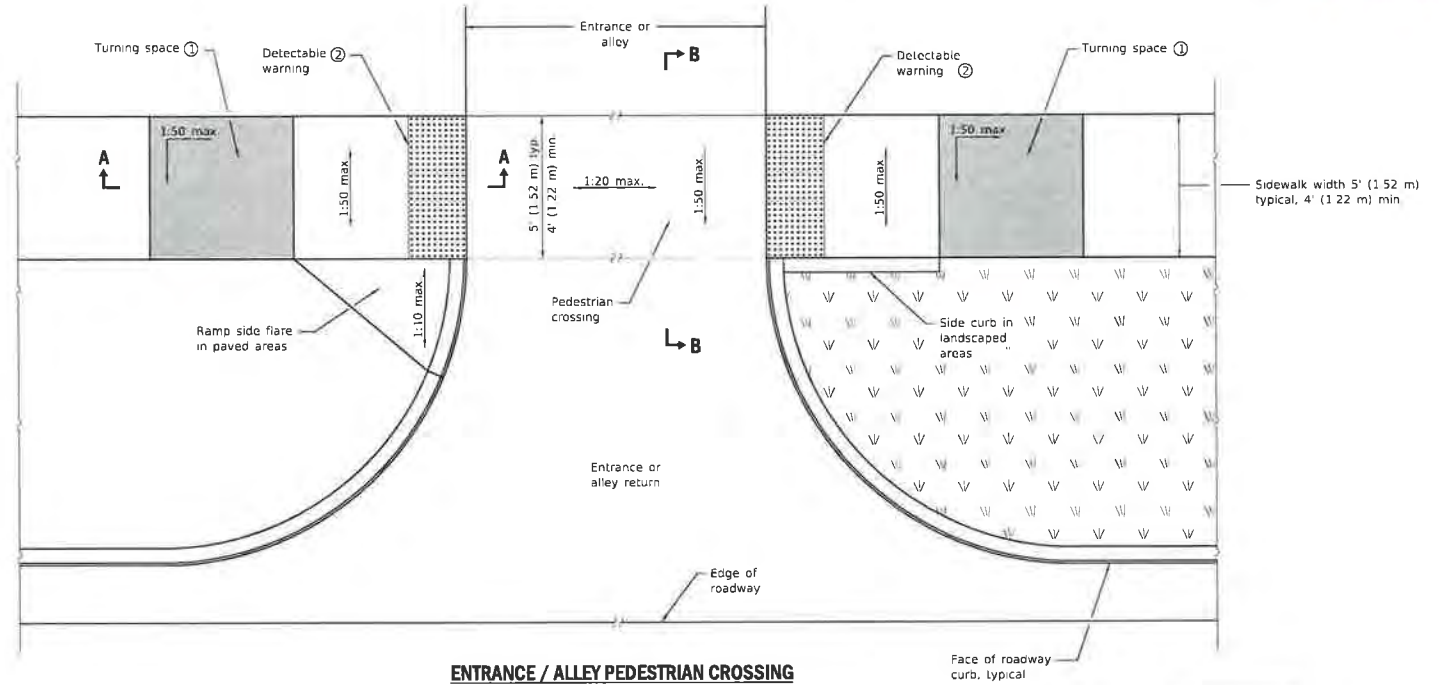 Entrance or
alley
Turning space ①
Detectable ②
warning
B
Detectable
warning ②
Turning space ①
1:50 max
A
1:50 max
A
5' (1 52 m) typ.
4' (1 22 m) min.
1:20 max.
1:50 max
1:50 max
1:50 max
Sidewalk width 5' (1 52 m)
typical, 4' (1 22 m) min
Ramp side flare
in paved areas
1:10 max.
Pedestrian
crossing
B
Side curb in
landscaped
areas
Entrance or
alley return
Edge of
roadway
Face of roadway
curb, typical
ENTRANCE / ALLEY PEDESTRIAN CROSSING